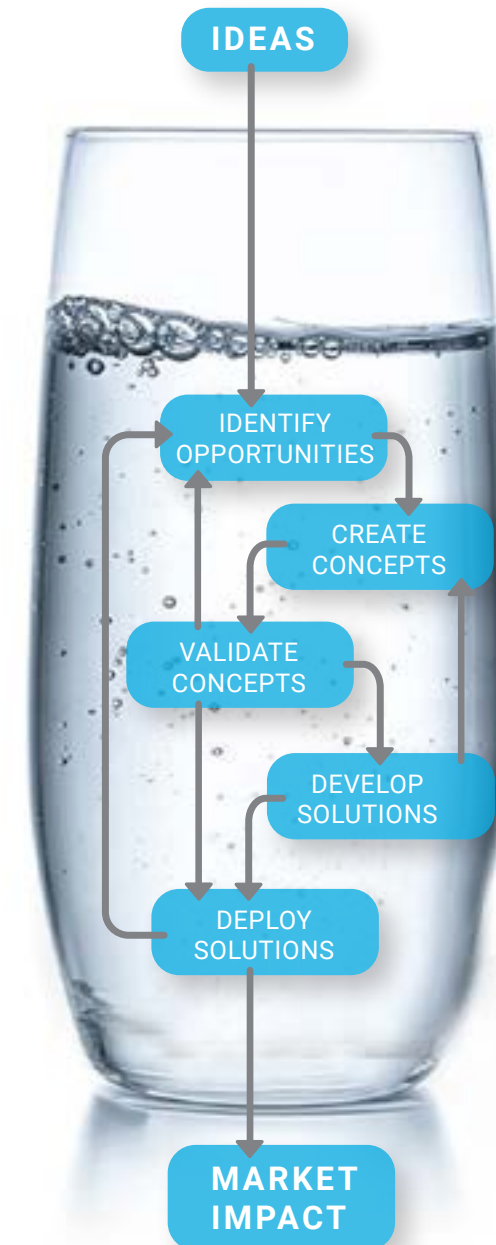 IDEAS
IDENTIFY
OPPORTUNITIES
CREATE
CONCEPTS
VALIDATE
CONCEPTS
DEVELOP
SOLUTIONS
DEPLOY
SOLUTIONS
MARKET
IMPACT